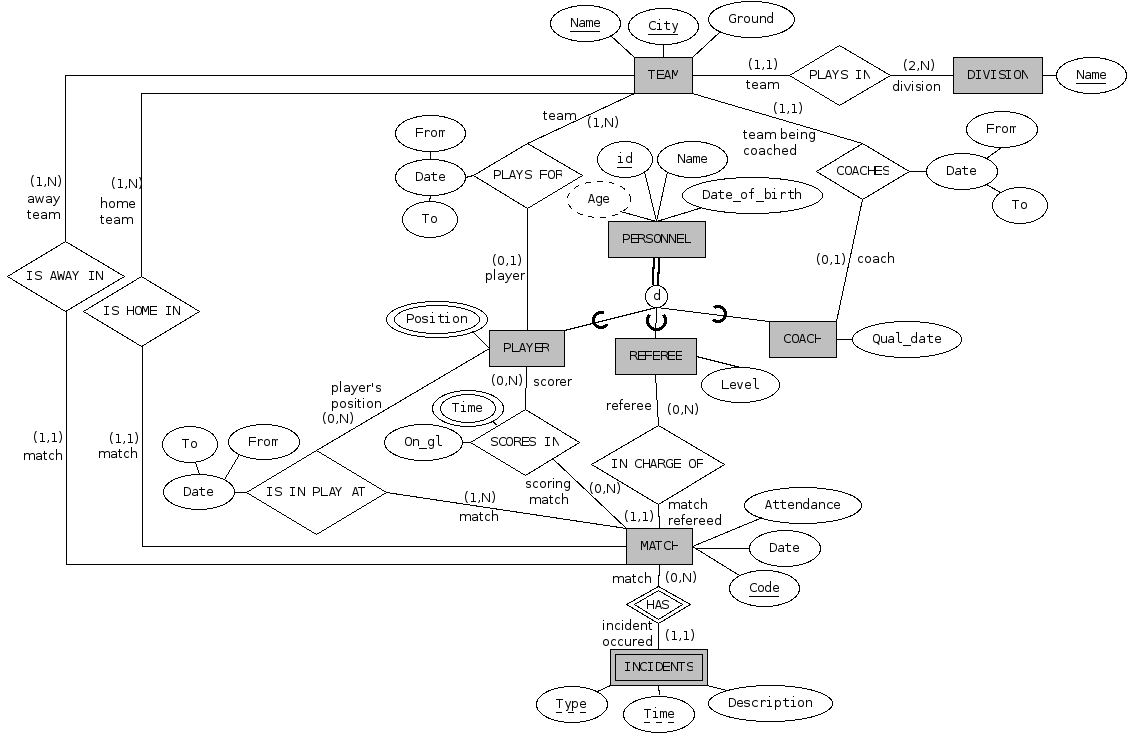 Name
City
Ground
TEAM
(1,1)
team
PLAYS IN
(2,N)
division
DIVISION
Name
team
(1,N)
(1,1)
team being
coached
From
Date
To
PLAYS FOR
id
Name
Age
Date_of_birth
COACHES
From
Date
To
(1,N)
away
team
(1,N)
home
team
PERSONNEL
(0,1)
player
(0,1)
coach
IS AWAY IN
IS HOME IN
d
Position
PLAYER
REFEREE
COACH
Qual_date
Level
(0,N)
scorer
player's
position
(0,N)
Time
referee
(0,N)
On_gl
SCORES IN
(1,1)
match
(1,1)
match
To
From
Date
IS IN PLAY AT
IN CHARGE OF
scoring
match
(0,N)
(1,N)
match
(1,1)
match
refereed
Attendance
MATCH
Date
Code
match
(0,N)
HAS
incident
occured
(1,1)
INCIDENTS
Type
Time
Description